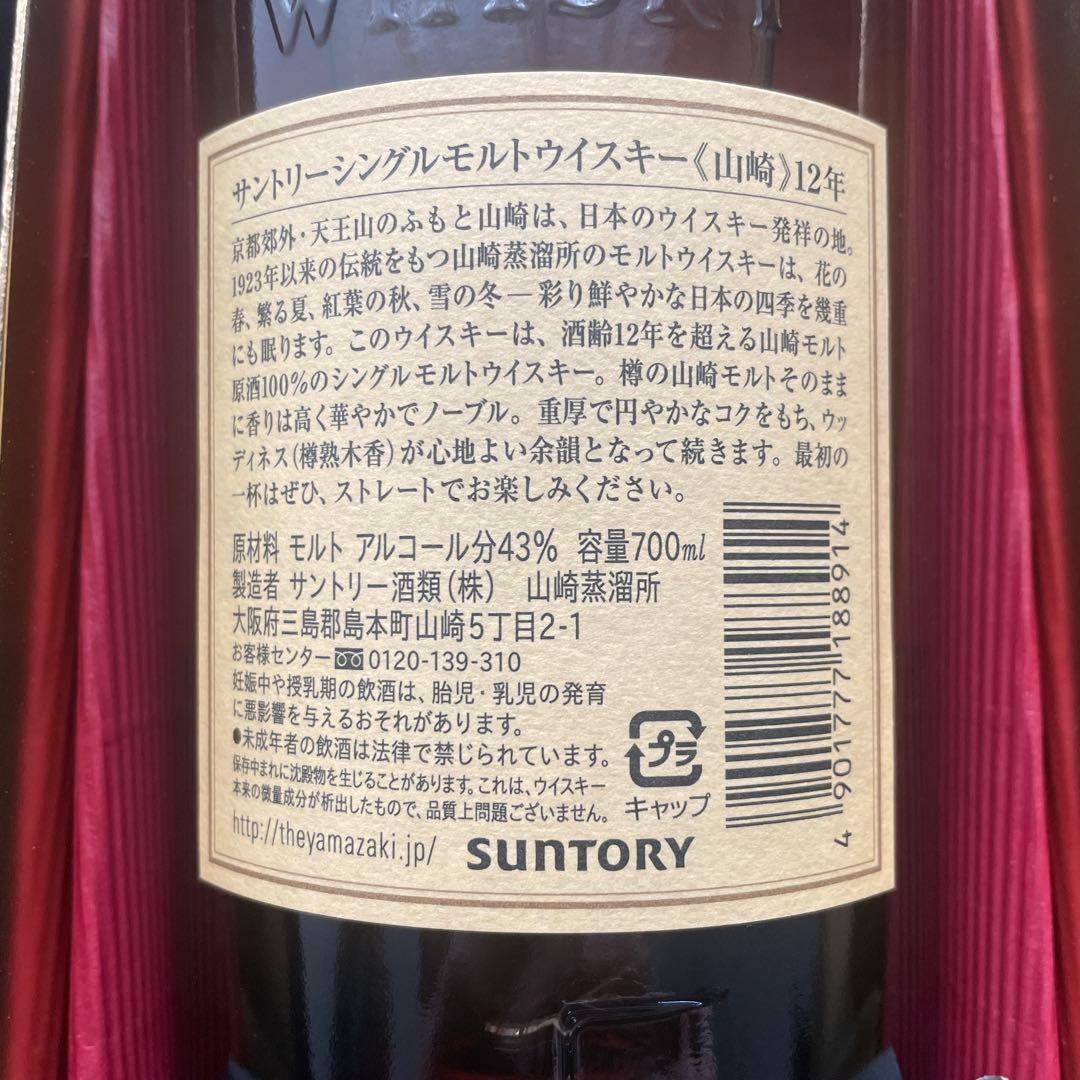 WHISKY
サントリーシングルモルトウイスキー《山崎》12年
京都郊外・天王山のふもと山崎は、日本のウイスキー発祥の地。
1923年以来の伝統をもつ山崎蒸溜所のモルトウイスキーは、花の
春、繁る夏、紅葉の秋、雪の冬―彩り鮮やかな日本の四季を幾重
にも眠ります。このウイスキーは、酒齢12年を超える山崎モルト
原酒100%のシングルモルトウイスキー。樽の山崎モルトそのまま
に香りは高く華やかでノーブル。重厚で円やかなコクをもち、ウッ
ディネス(樽熟木香)が心地よい余韻となって続きます。最初の
一杯はぜひ、ストレートでお楽しみください。
原材料 モルト アルコール分43% 容量700ml
製造者 サントリー酒類(株) 山崎蒸溜所
大阪府三島郡島本町山崎5丁目2-1
お客様センター 0120-139-310
妊娠中や授乳期の飲酒は、胎児・乳児の発育
に悪影響を与えるおそれがあります。
●未成年者の飲酒は法律で禁じられています。
保存中まれに沈殿物を生じることがあります。これは、ウイスキー
本来の微量成分が析出したもので、品質上問題ございません。
http://theyamazaki.jp/
SUNTORY
プラ
キャップ
4 901777 188914